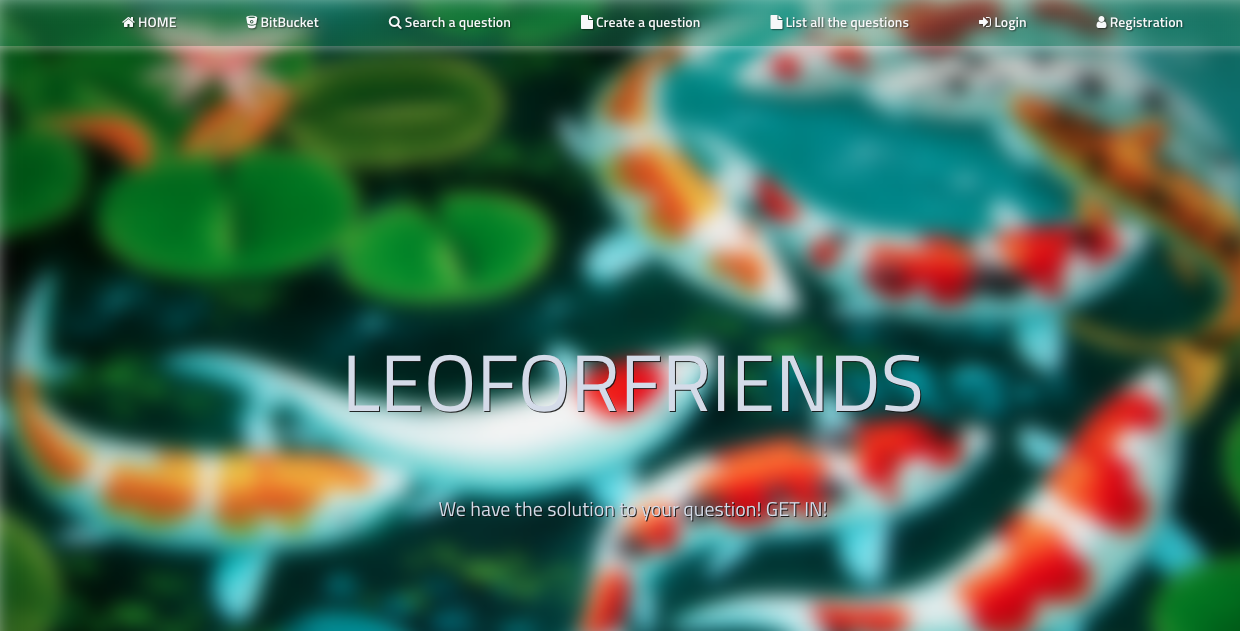 HOME BitBucket Search a question Create a question List all the questions Login Registration
LEOFORFRIENDS
We have the solution to your question! GET IN!